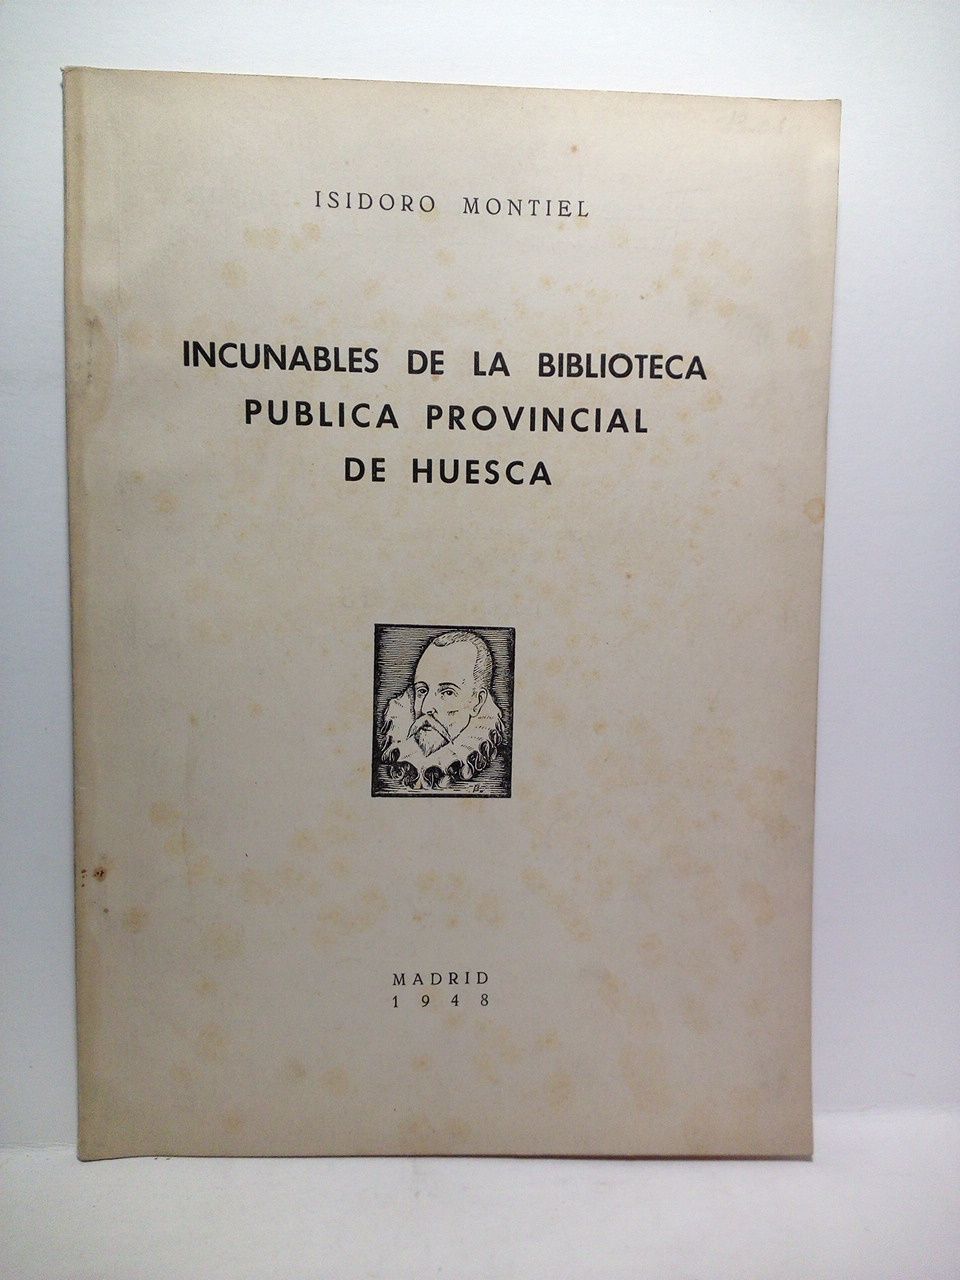 ISIDORO MONTIEL
INCUNABLES DE LA BIBLIOTECA
PUBLICA PROVINCIAL
DE HUESCA
MADRID
1948